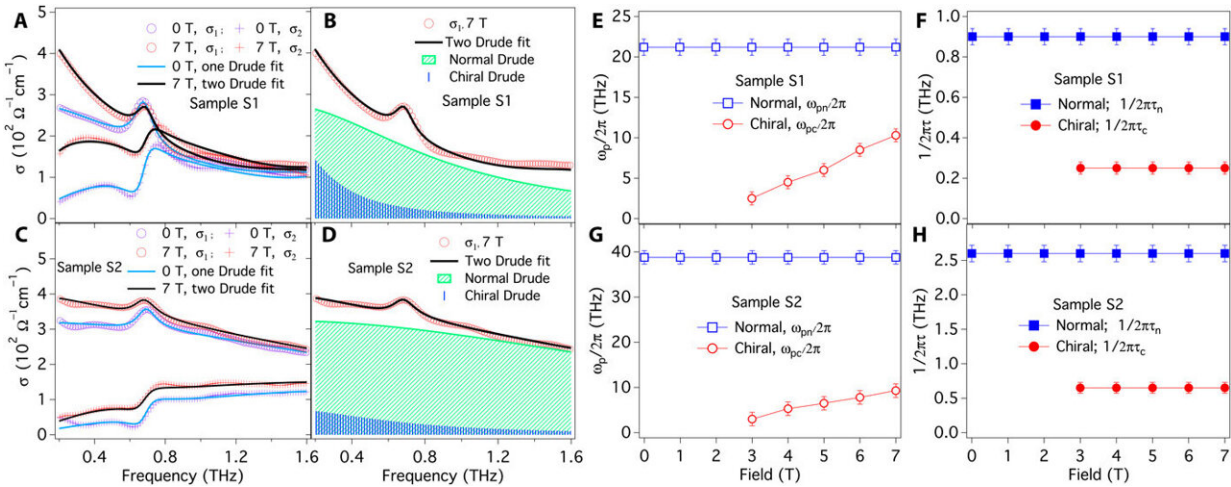 A
0 T, σ1; 0 T, σ2
7 T, σ1; 7 T, σ2
0 T, one Drude fit
7 T, two Drude fit
Sample S1
σ (10² Ω⁻¹ cm⁻¹)
5
4
3
2
1
0
B
σ1, 7 T
Two Drude fit
Normal Drude
Chiral Drude
Sample S1
C
0 T, σ1; 0 T, σ2
7 T, σ1; 7 T, σ2
Sample S2
0 T, one Drude fit
7 T, two Drude fit
σ (10² Ω⁻¹ cm⁻¹)
5
4
3
2
1
0
0.4 0.8 1.2 1.6
Frequency (THz)
D
σ1, 7 T
Sample S2
Two Drude fit
Normal Drude
Chiral Drude
0.4 0.8 1.2 1.6
Frequency (THz)
E
ωp/2π (THz)
25
20
15
10
5
0
Sample S1
Normal, ωpn/2π
Chiral, ωpc/2π
F
1/2πτ (THz)
1.0
0.8
0.6
0.4
0.2
0.0
Sample S1
Normal; 1/2πτn
Chiral; 1/2πτc
G
ωp/2π (THz)
40
30
20
10
0
Sample S2
Normal, ωpn/2π
Chiral, ωpc/2π
0 1 2 3 4 5 6 7
Field (T)
H
1/2πτ (THz)
2.5
2.0
1.5
1.0
0.5
0.0
Sample S2
Normal; 1/2πτn
Chiral; 1/2πτc
0 1 2 3 4 5 6 7
Field (T)